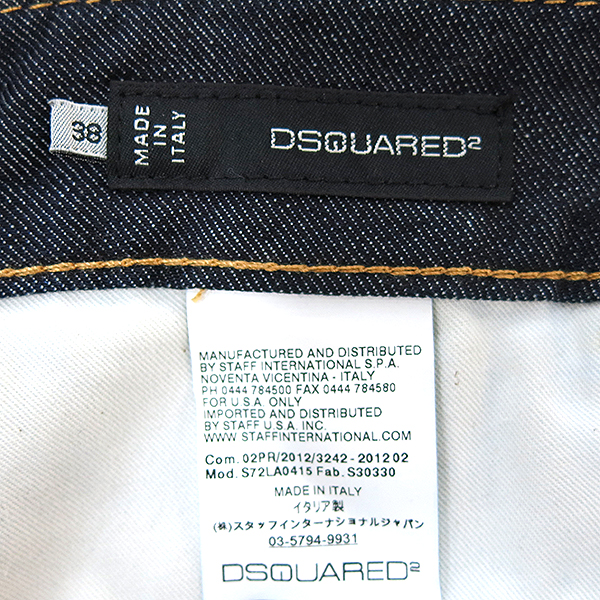 38
MADE
IN
ITALY
DSQUARED²
MANUFACTURED AND DISTRIBUTED
BY STAFF INTERNATIONAL S.P.A.
NOVENTA VICENTINA - ITALY
PH 0444 784500 FAX 0444 784580
FOR U.S.A. ONLY
IMPORTED AND DISTRIBUTED
BY STAFF U.S.A. INC.
WWW.STAFFINTERNATIONAL.COM
Com. 02PR/2012/3242 - 2012 02
Mod. S72LA0415 Fab. S30330
MADE IN ITALY
イタリア製
(株)スタッフインターナショナルジャパン
03-5794-9931
DSQUARED²